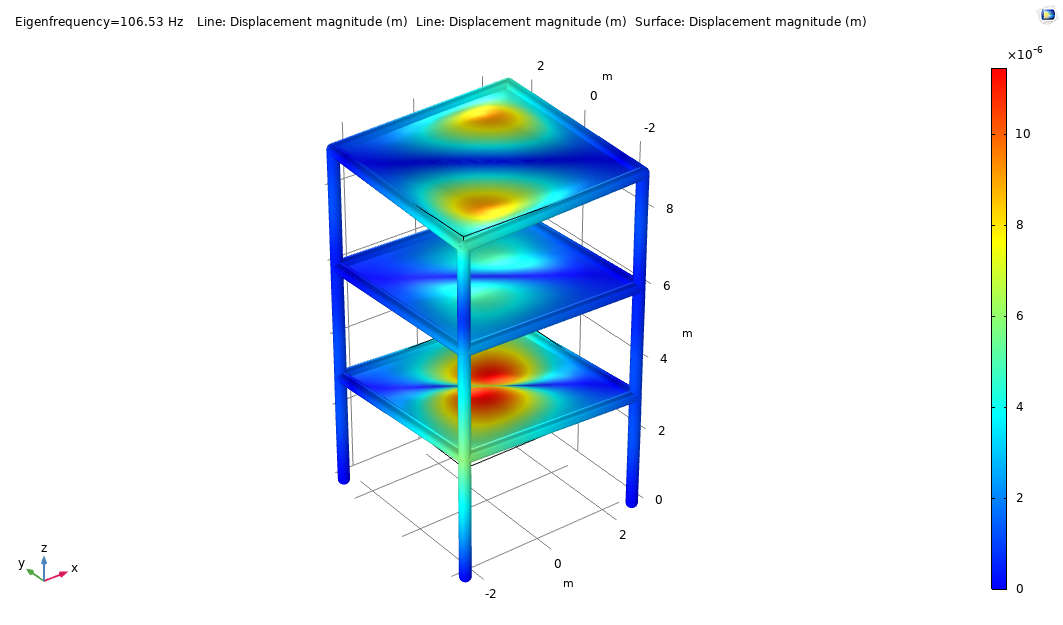 Eigenfrequency=106.53 Hz   Line: Displacement magnitude (m)  Line: Displacement magnitude (m)  Surface: Displacement magnitude (m)
×10⁻⁶
2
m
0
-2
8
6
m
4
2
0
2
0
m
-2
10
8
6
4
2
0
z
y
x